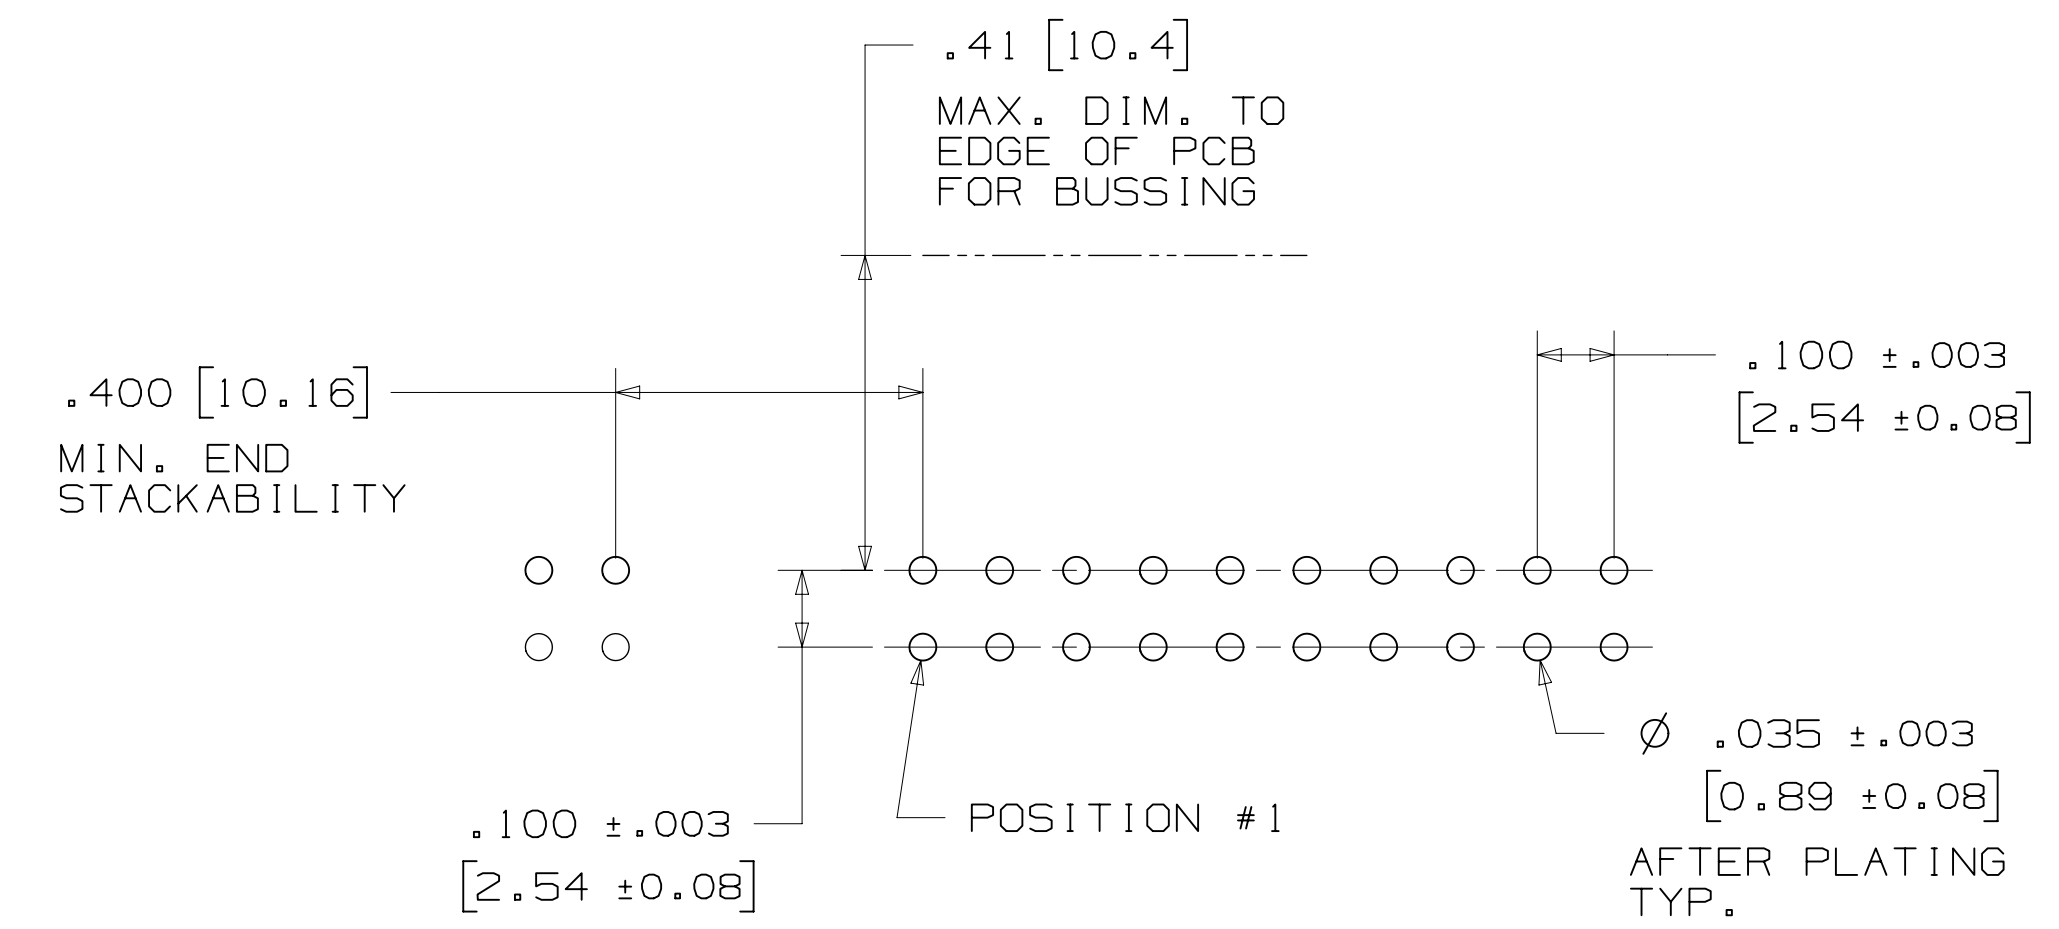 .41 [10.4]
MAX. DIM. TO
EDGE OF PCB
FOR BUSSING
.400 [10.16]
MIN. END
STACKABILITY
.100 ±.003
[2.54 ±0.08]
Ø .035 ±.003
[0.89 ±0.08]
AFTER PLATING
TYP.
POSITION #1
.100 ±.003
[2.54 ±0.08]